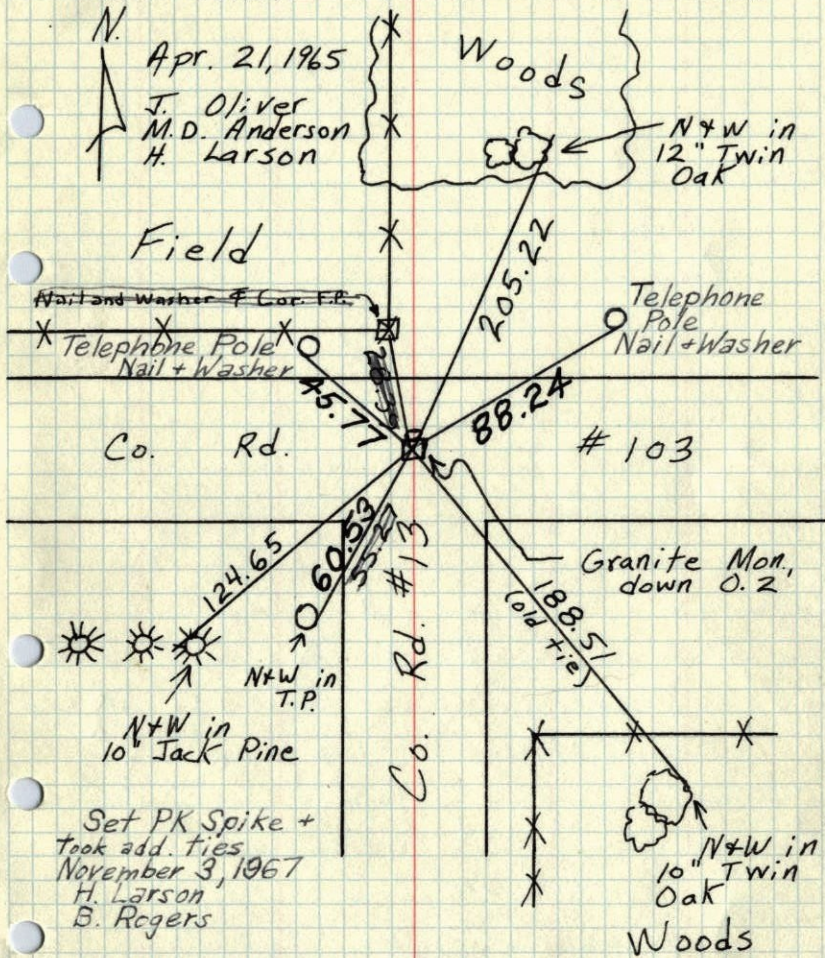 N.
Apr. 21, 1965
J. Oliver
M.D. Anderson
H. Larson
Woods
N+W in
12" Twin
Oak
Field
205.22
Nail and Washer Cor. F.P.
Telephone Pole
Nail + Washer
Telephone
Pole
Nail + Washer
45.77
88.24
Co. Rd.
# 103
124.65
60.53
55.27
Co. Rd. #13
Granite Mon.,
down 0.2
188.51
(old tie)
N+W in
T.P.
N+W in
10" Jack Pine
Set PK Spike +
took add. ties
November 3, 1967
H. Larson
B. Rogers
N+W in
10" Twin
Oak
Woods